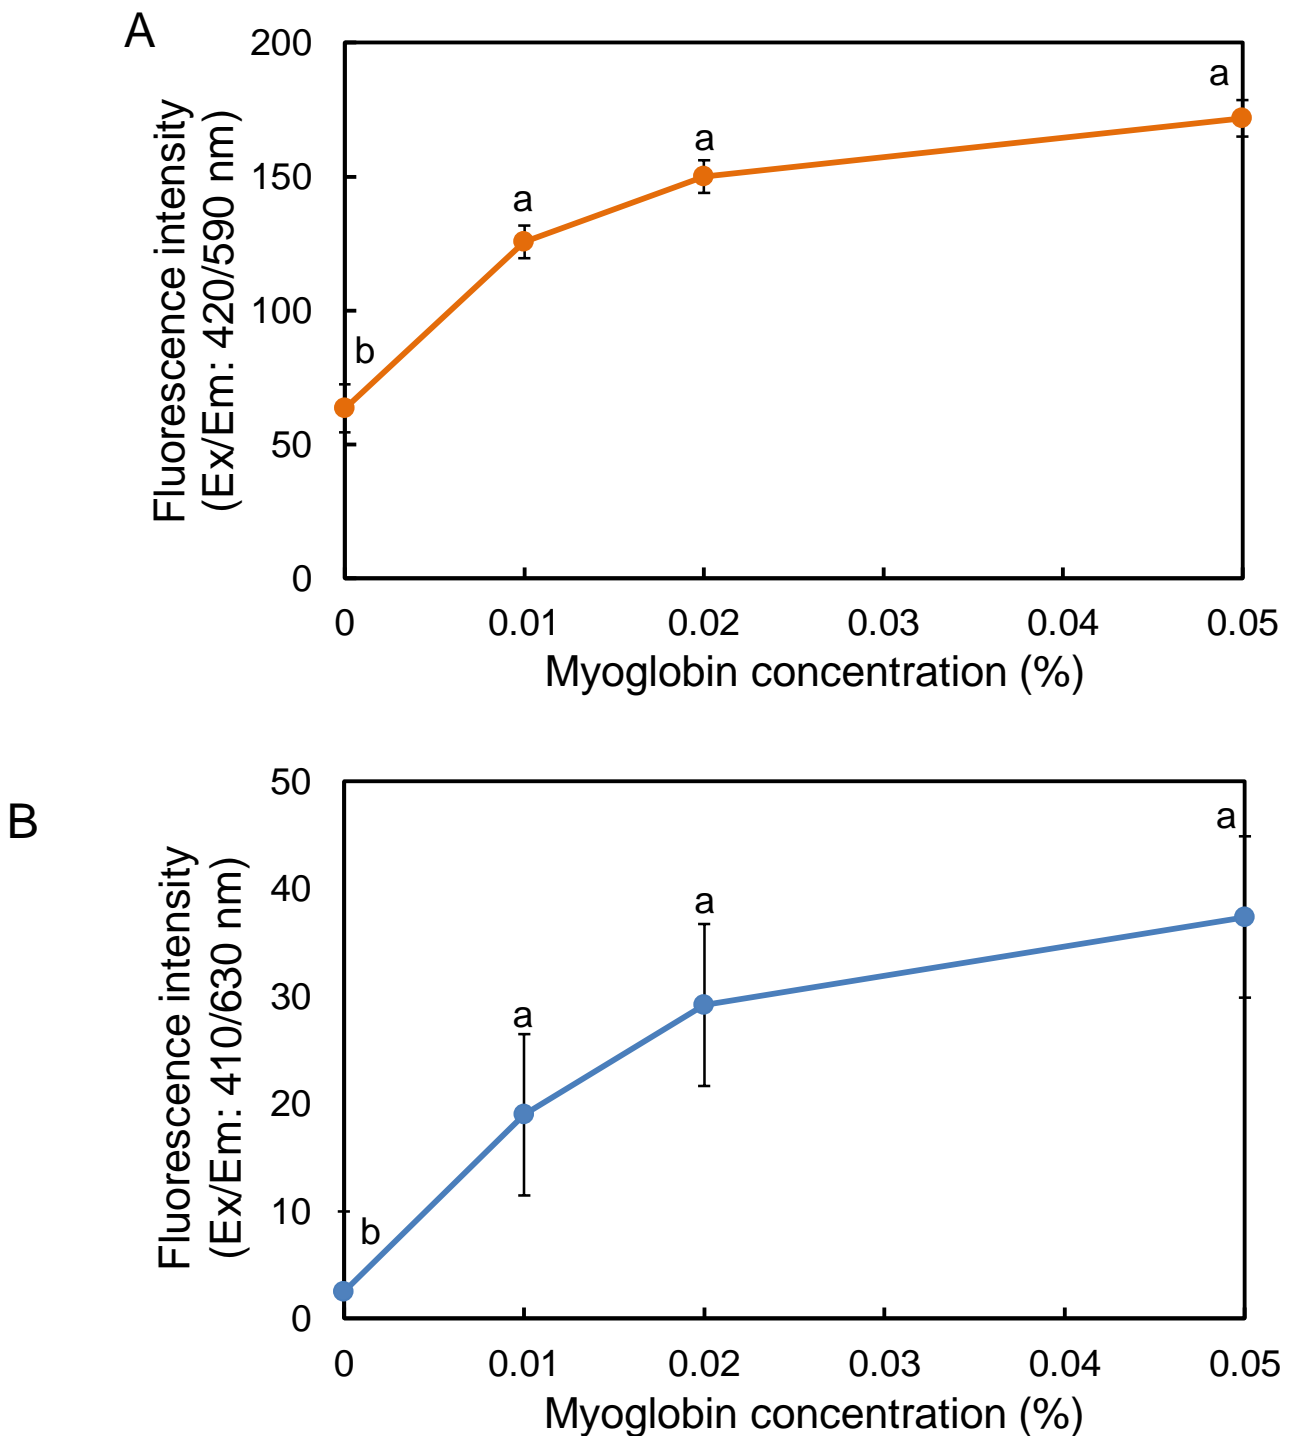 A
200
150
100
50
0
Fluorescence intensity
(Ex/Em: 420/590 nm)
b
a
a
a
0 0.01 0.02 0.03 0.04 0.05
Myoglobin concentration (%)
B
50
40
30
20
10
0
Fluorescence intensity
(Ex/Em: 410/630 nm)
b
a
a
a
0 0.01 0.02 0.03 0.04 0.05
Myoglobin concentration (%)